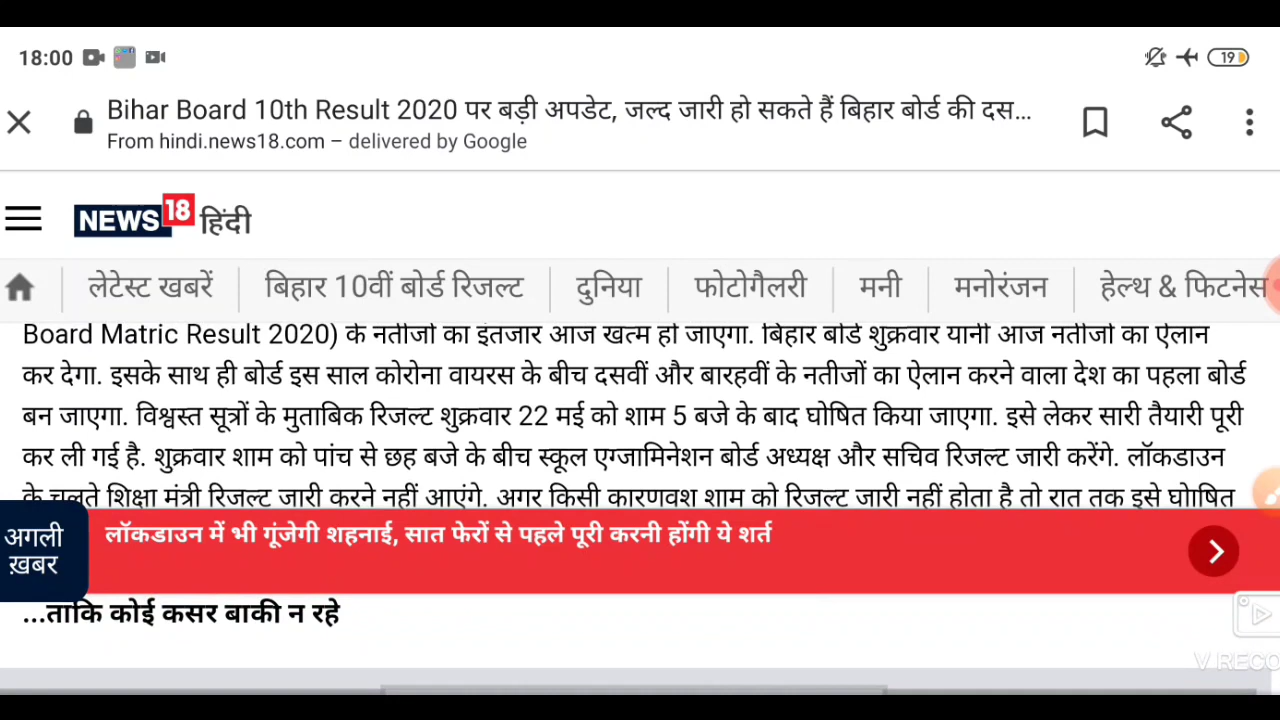 18:00
19
Bihar Board 10th Result 2020 पर बड़ी अपडेट, जल्द जारी हो सकते हैं बिहार बोर्ड की दस...
From hindi.news18.com – delivered by Google
NEWS 18 हिंदी
लेटेस्ट खबरें बिहार 10वीं बोर्ड रिजल्ट दुनिया फोटोगैलरी मनी मनोरंजन हेल्थ & फिटनेस
Board Matric Result 2020) के नतीजों का इंतजार आज खत्म हो जाएगा. बिहार बोर्ड शुक्रवार यानी आज नतीजों का ऐलान
कर देगा. इसके साथ ही बोर्ड इस साल कोरोना वायरस के बीच दसवीं और बारहवीं के नतीजों का ऐलान करने वाला देश का पहला बोर्ड
बन जाएगा. विश्वस्त सूत्रों के मुताबिक रिजल्ट शुक्रवार 22 मई को शाम 5 बजे के बाद घोषित किया जाएगा. इसे लेकर सारी तैयारी पूरी
कर ली गई है. शुक्रवार शाम को पांच से छह बजे के बीच स्कूल एग्जामिनेशन बोर्ड अध्यक्ष और सचिव रिजल्ट जारी करेंगे. लॉकडाउन
के चलते शिक्षा मंत्री रिजल्ट जारी करने नहीं आएंगे. अगर किसी कारणवश शाम को रिजल्ट जारी नहीं होता है तो रात तक इसे घोाषित
अगली
ख़बर
लॉकडाउन में भी गूंजेगी शहनाई, सात फेरों से पहले पूरी करनी होंगी ये शर्त
...ताकि कोई कसर बाकी न रहे
V RECO